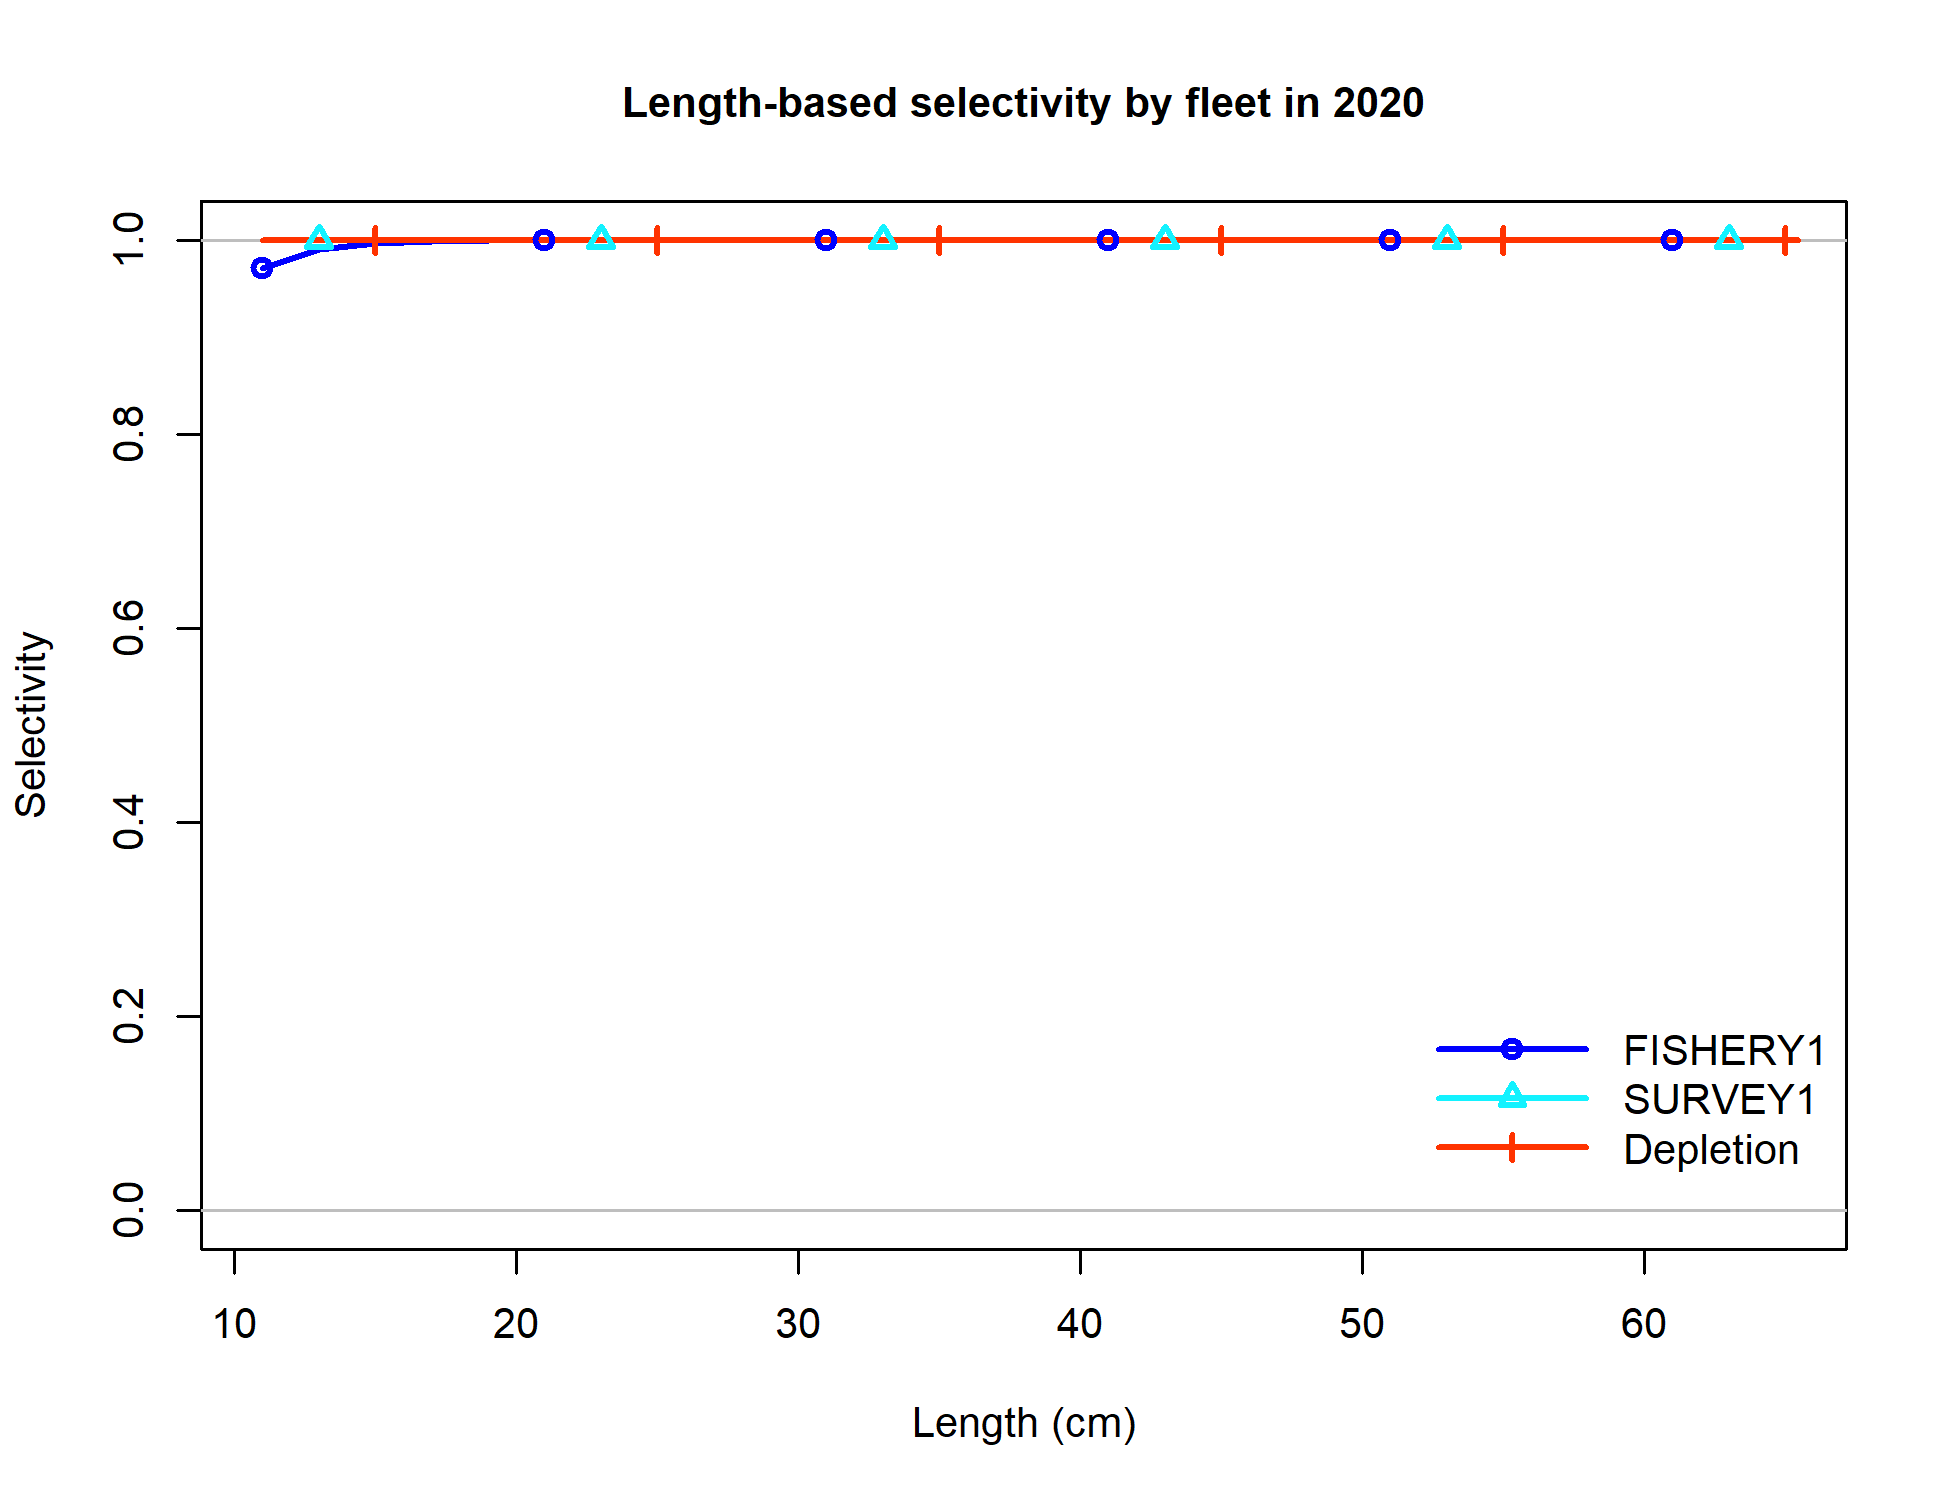 Length-based selectivity by fleet in 2020
Selectivity
1.0
0.8
0.6
0.4
0.2
0.0
FISHERY1
SURVEY1
Depletion
10 20 30 40 50 60
Length (cm)